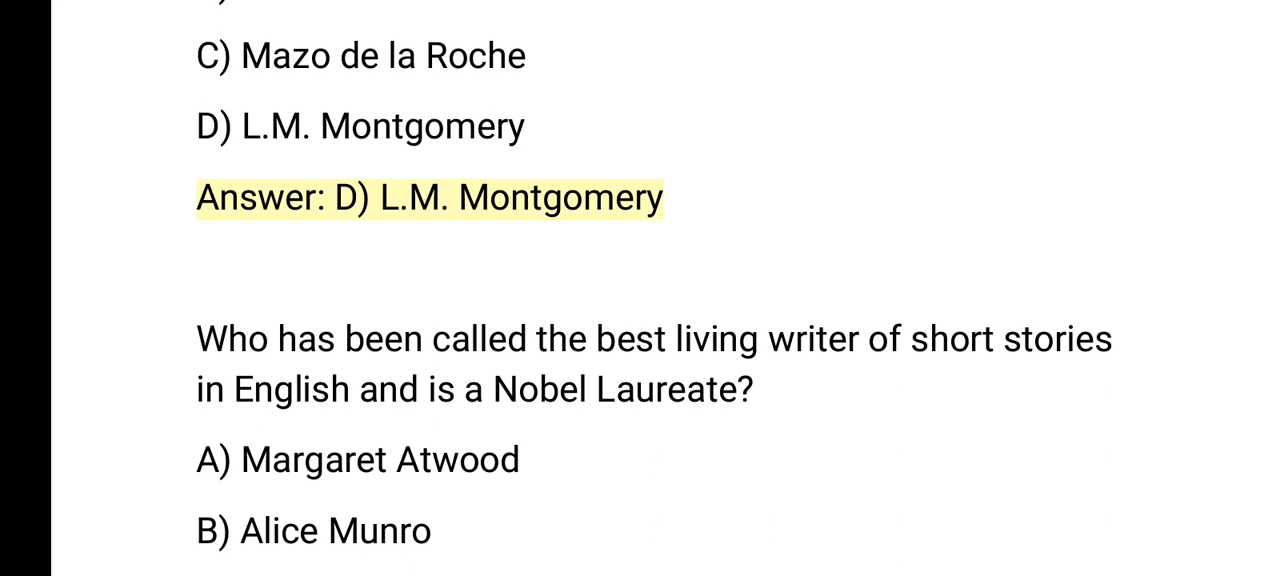 C) Mazo de la Roche
D) L.M. Montgomery
Answer: D) L.M. Montgomery
Who has been called the best living writer of short stories
in English and is a Nobel Laureate?
A) Margaret Atwood
B) Alice Munro